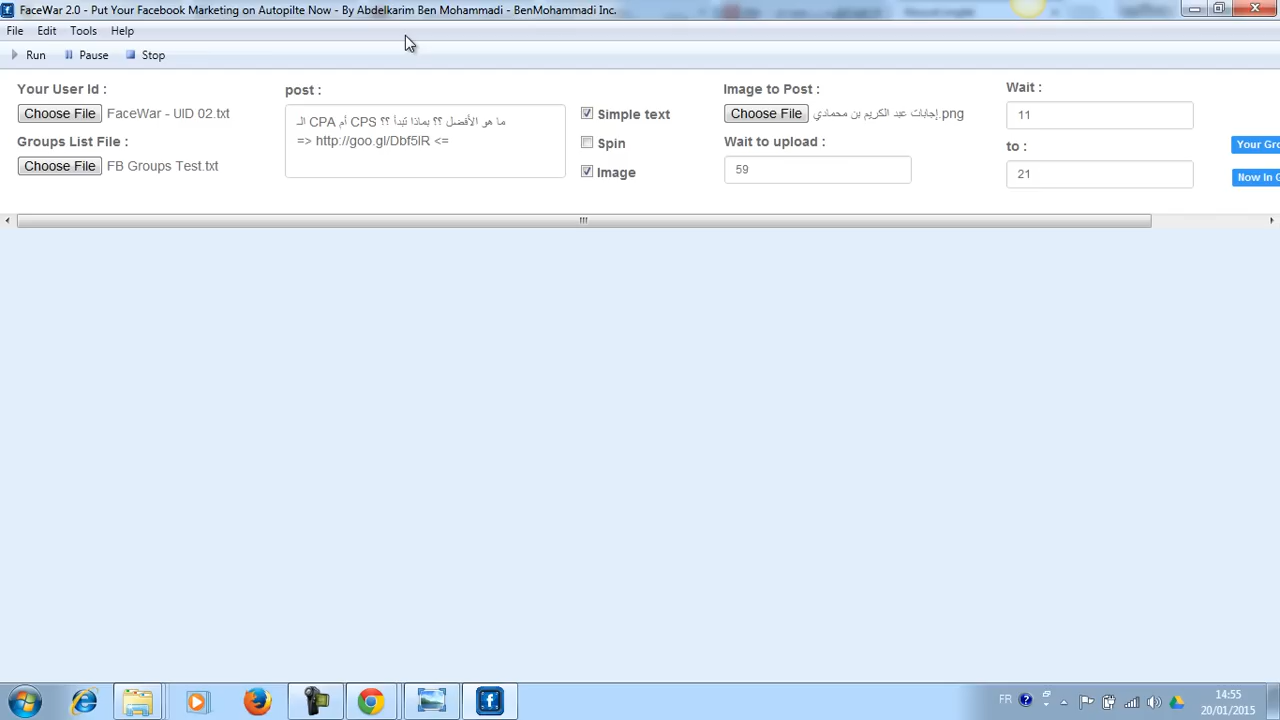 FaceWar 2.0 - Put Your Facebook Marketing on Autopilte Now - By Abdelkarim Ben Mohammadi - BenMohammadi Inc.
File Edit Tools Help
Run Pause Stop
Your User Id :
Choose File FaceWar - UID 02.txt
Groups List File :
Choose File FB Groups Test.txt
post :
ما هو الأفضل ؟؟ بماذا تبدأ ؟؟ CPS أم CPA الـ
=> http://goo.gl/Dbf5lR <=
Simple text
Spin
Image
Image to Post :
Choose File إجابات عبد الكريم بن محمادي.png
Wait to upload :
59
Wait :
11
to :
21
Your Gro
Now In G
FR
14:55
20/01/2015